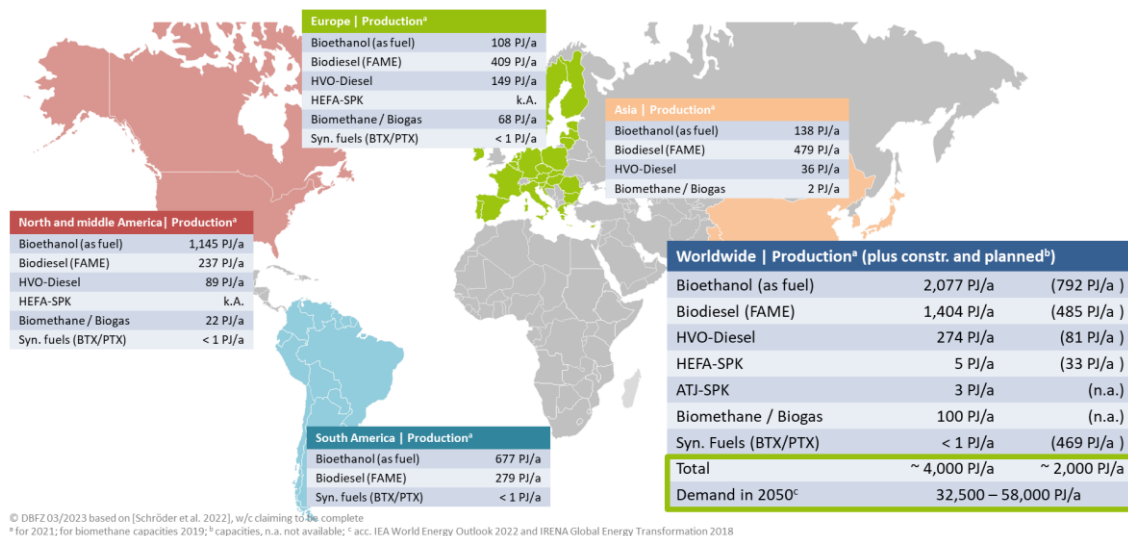 Europe | Productionᵃ
Bioethanol (as fuel) 108 PJ/a
Biodiesel (FAME) 409 PJ/a
HVO-Diesel 149 PJ/a
HEFA-SPK k.A.
Biomethane / Biogas 68 PJ/a
Syn. fuels (BTX/PTX) < 1 PJ/a
Asia | Productionᵃ
Bioethanol (as fuel) 138 PJ/a
Biodiesel (FAME) 479 PJ/a
HVO-Diesel 36 PJ/a
Biomethane / Biogas 2 PJ/a
North and middle America| Productionᵃ
Bioethanol (as fuel) 1,145 PJ/a
Biodiesel (FAME) 237 PJ/a
HVO-Diesel 89 PJ/a
HEFA-SPK k.A.
Biomethane / Biogas 22 PJ/a
Syn. fuels (BTX/PTX) < 1 PJ/a
Worldwide | Productionᵃ (plus constr. and plannedᵇ)
Bioethanol (as fuel) 2,077 PJ/a (792 PJ/a )
Biodiesel (FAME) 1,404 PJ/a (485 PJ/a )
HVO-Diesel 274 PJ/a (81 PJ/a )
HEFA-SPK 5 PJ/a (33 PJ/a )
ATJ-SPK 3 PJ/a (n.a.)
Biomethane / Biogas 100 PJ/a (n.a.)
Syn. Fuels (BTX/PTX) < 1 PJ/a (469 PJ/a )
Total ~ 4,000 PJ/a ~ 2,000 PJ/a
Demand in 2050ᶜ 32,500 – 58,000 PJ/a
South America | Productionᵃ
Bioethanol (as fuel) 677 PJ/a
Biodiesel (FAME) 279 PJ/a
Syn. fuels (BTX/PTX) < 1 PJ/a
© DBFZ 03/2023 based on [Schröder et al. 2022], w/c claiming to be complete
ᵃ for 2021; for biomethane capacities 2019; ᵇ capacities, n.a. not available; ᶜ acc. IEA World Energy Outlook 2022 and IRENA Global Energy Transformation 2018